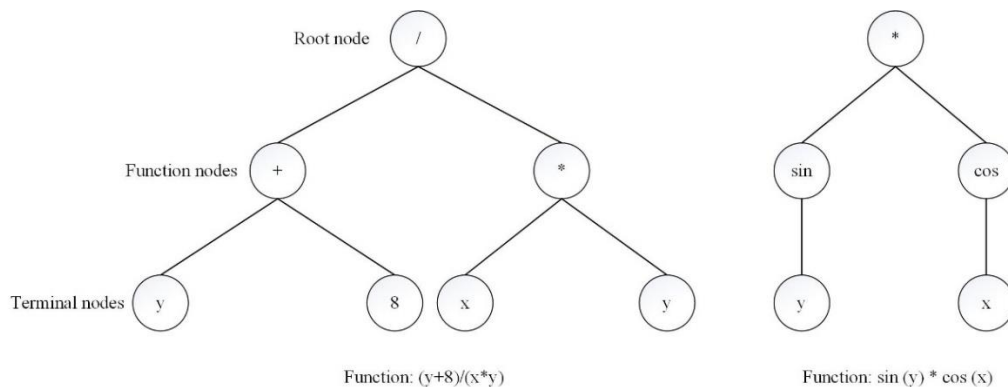 Root node / *
Function nodes + * sin cos
Terminal nodes y 8 x y y x
Function: (y+8)/(x*y) Function: sin (y) * cos (x)